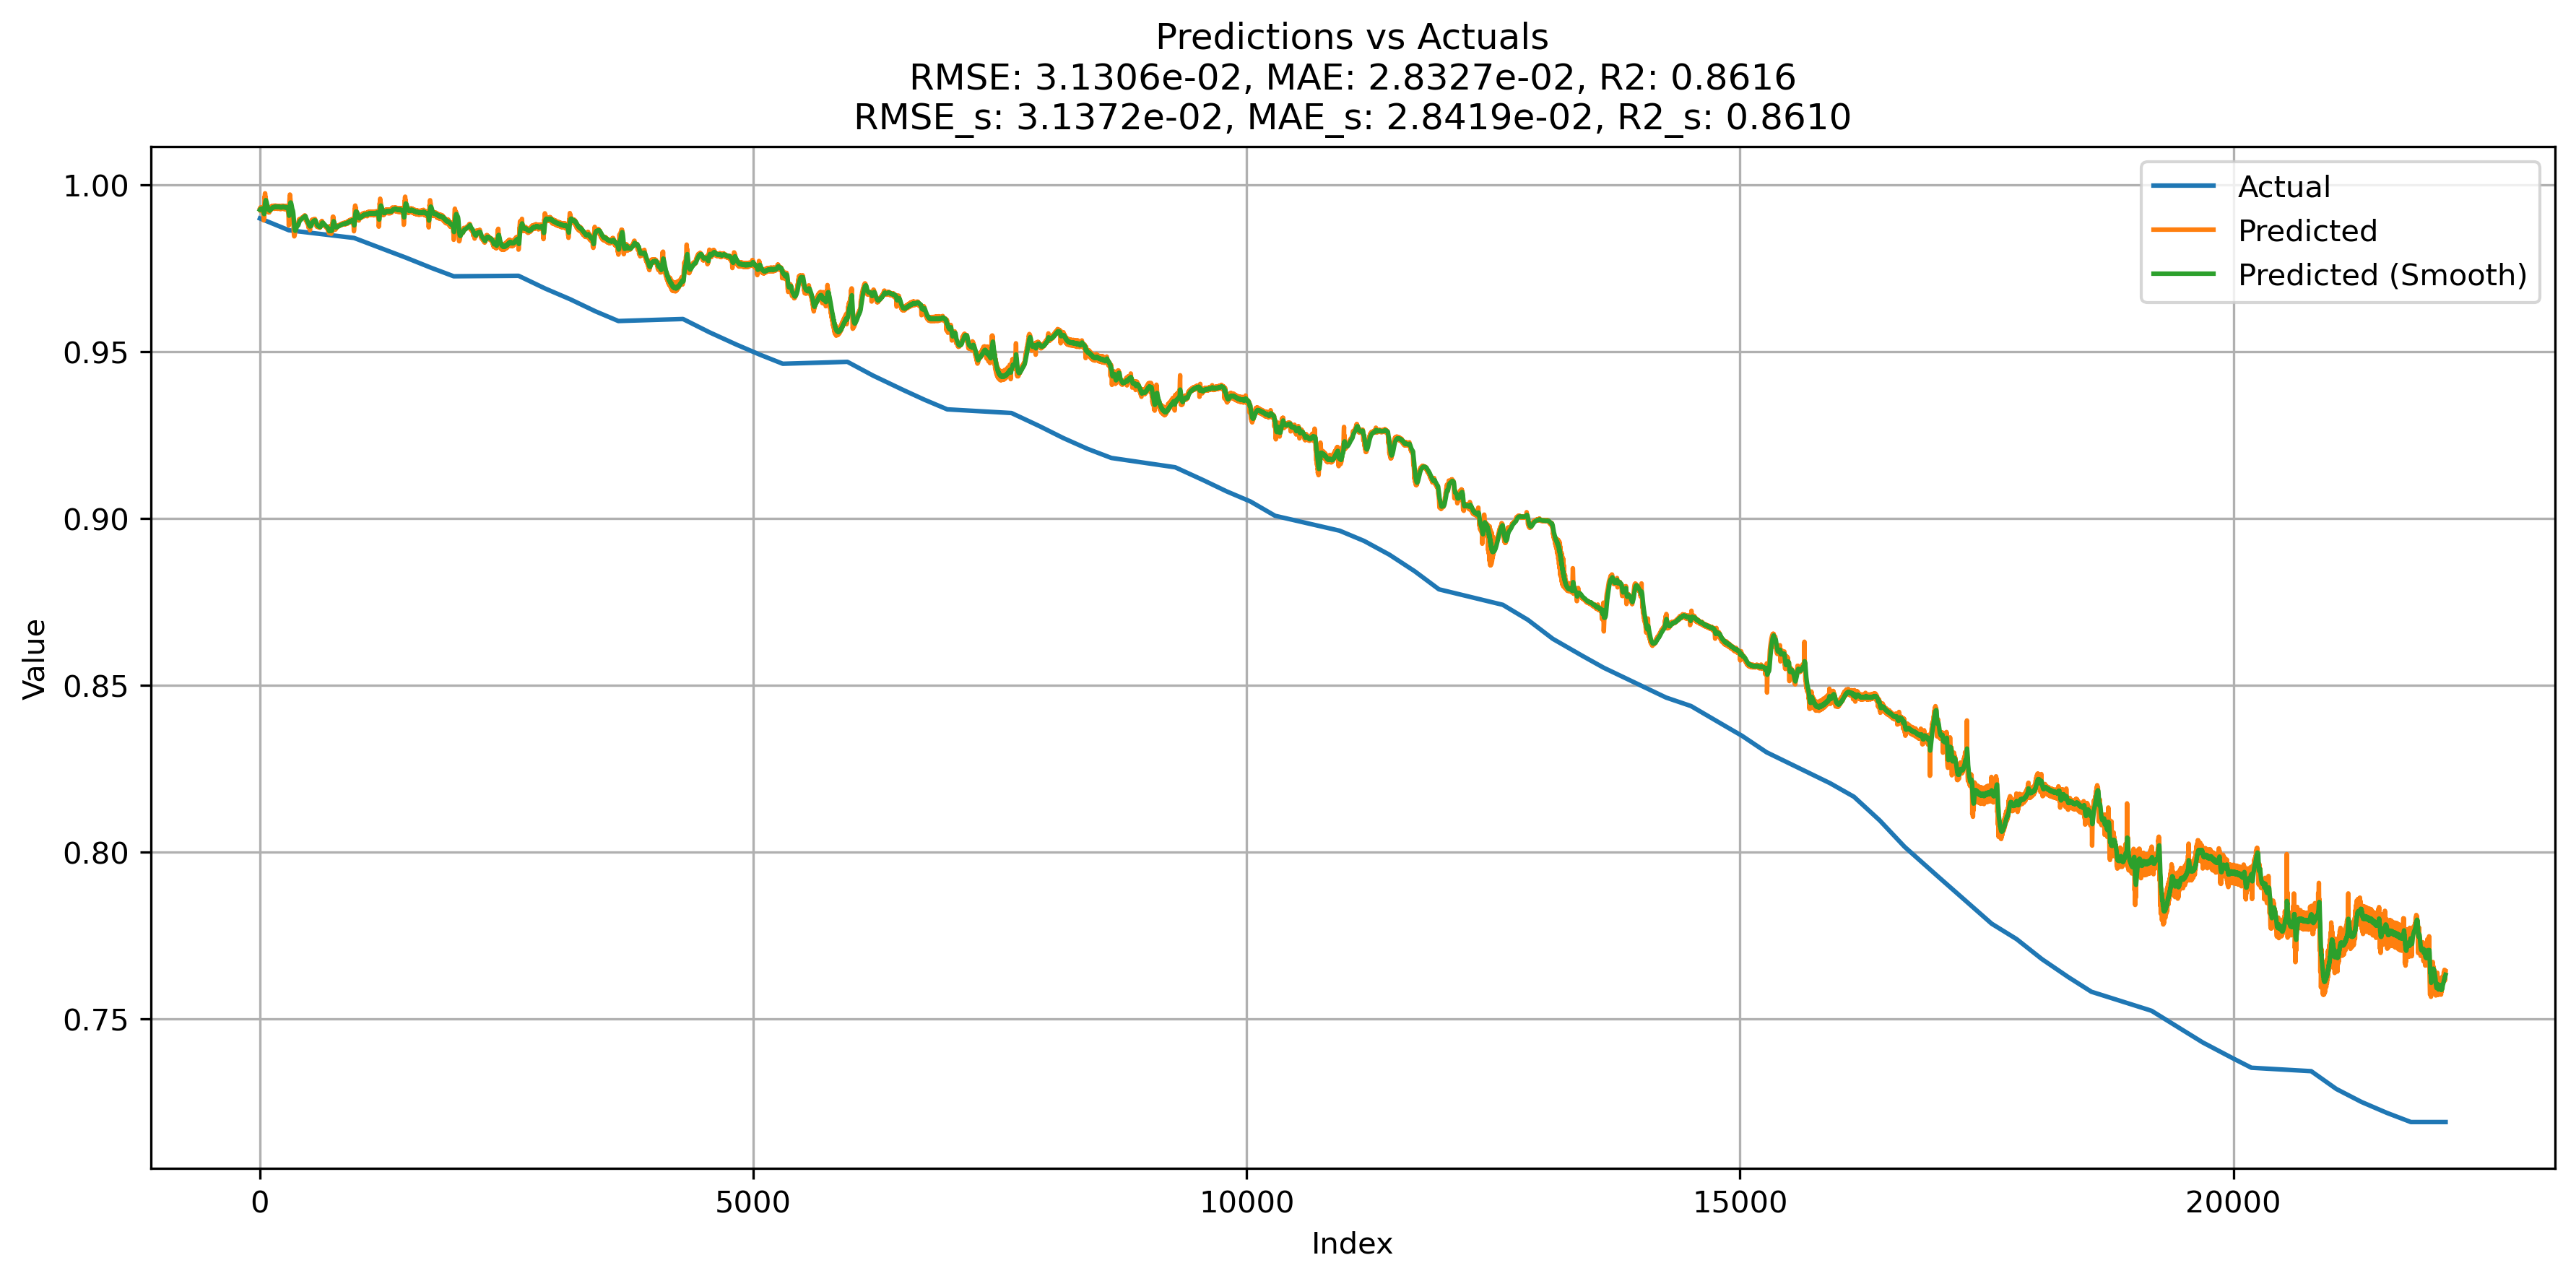 Predictions vs Actuals
RMSE: 3.1306e-02, MAE: 2.8327e-02, R2: 0.8616
RMSE_s: 3.1372e-02, MAE_s: 2.8419e-02, R2_s: 0.8610
Actual
Predicted
Predicted (Smooth)
Value
1.00
0.95
0.90
0.85
0.80
0.75
0 5000 10000 15000 20000
Index